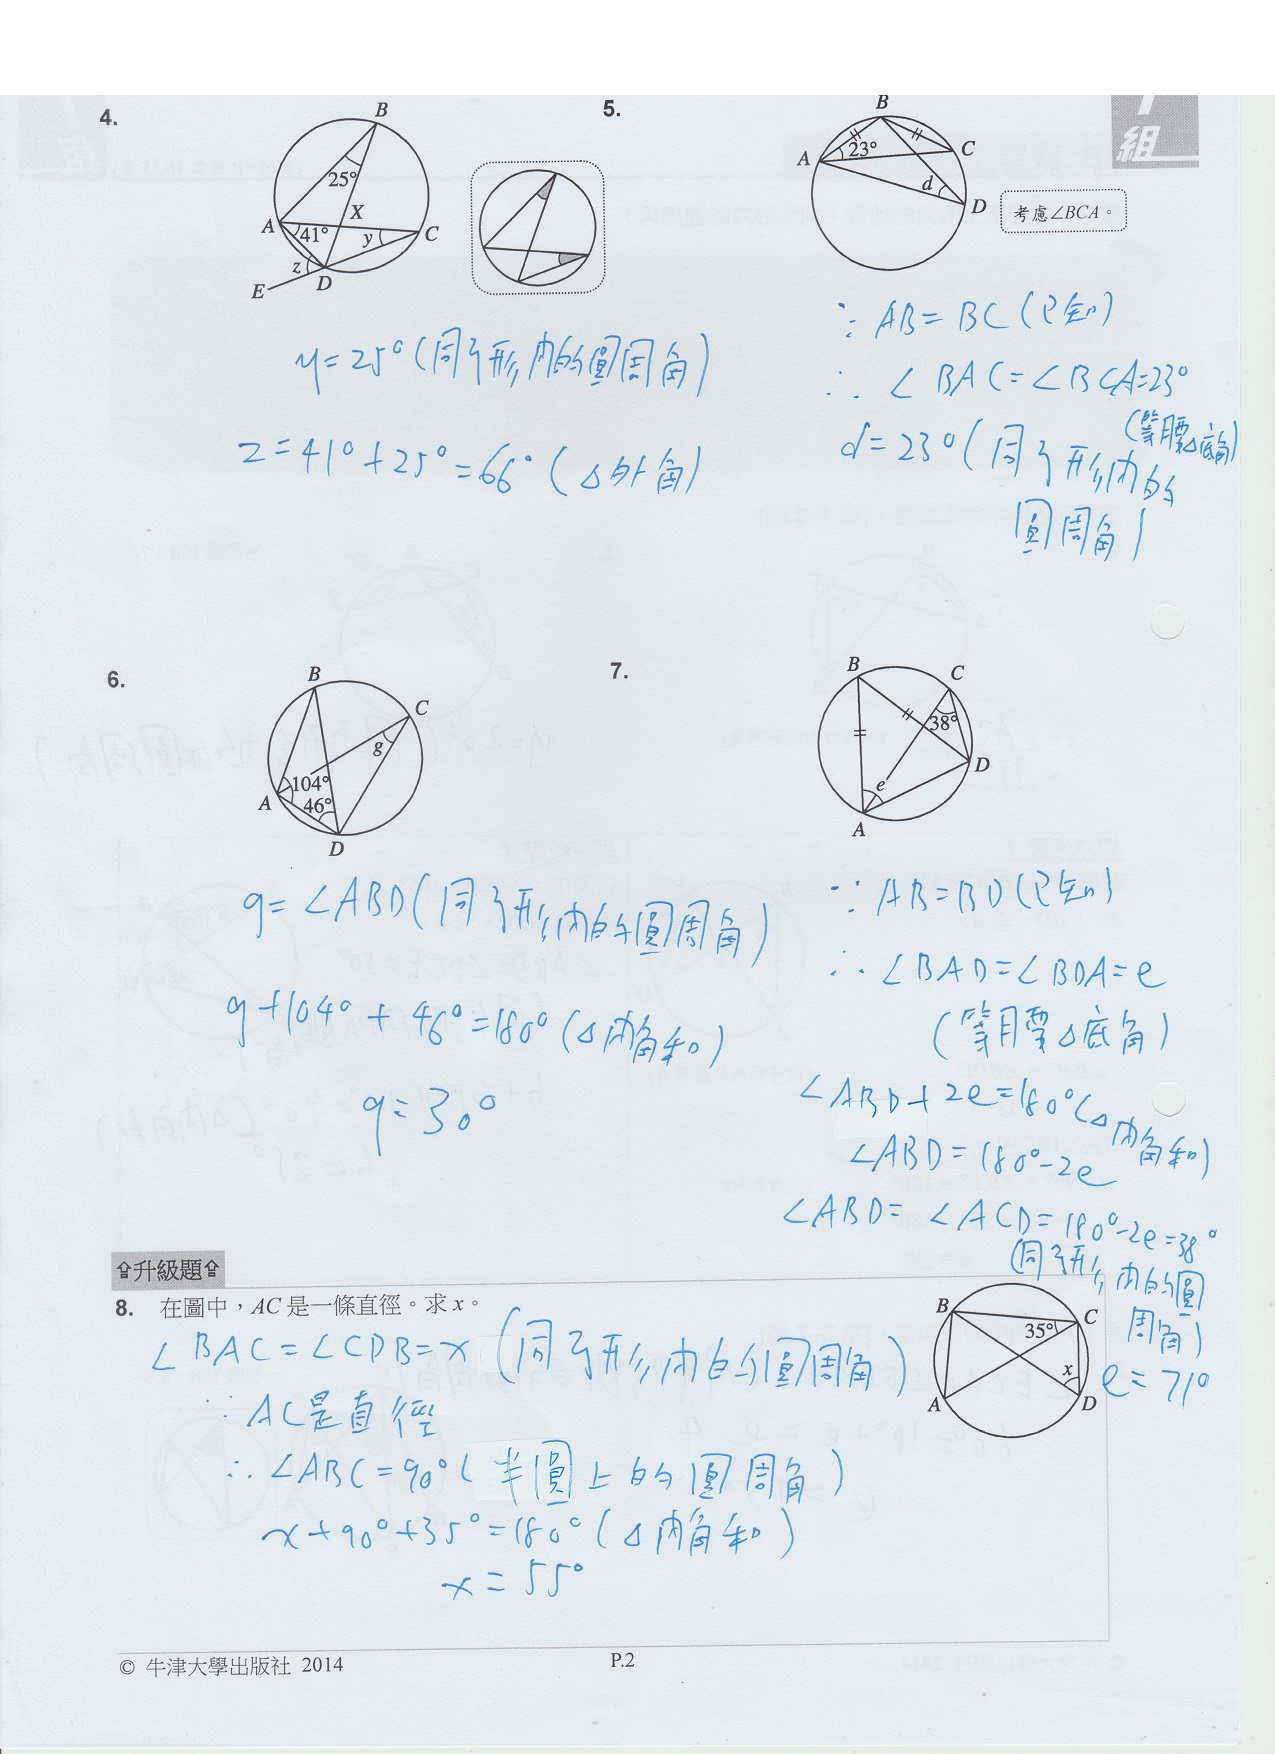 4.
B
25°
X
A
41°
y
C
z
D
E
y=25°(同弓形內的圓周角)
z=41°+25°=66°(△外角)
5.
組
B
A
23°
C
d
D
考慮∠BCA。
∵ AB=BC(已知)
∴ ∠BAC=∠BCA=23°
(等腰△底角)
d=23°(同弓形內的
圓周角)
6.
B
C
g
104°
A
46°
D
g=∠ABD(同弓形內的圓周角)
g+104°+46°=180°(△內角和)
g=30°
7.
B
C
38°
D
e
A
∵ AB=BD(已知)
∴ ∠BAD=∠BDA=e
(等腰△底角)
∠ABD+2e=180°(△內角和)
∠ABD=180°-2e
∠ABD=∠ACD=180°-2e=38°
(同弓形內的圓
周角)
e=71°
⇧升級題⇧
8. 在圖中，AC 是一條直徑。求 x。
B
C
35°
x
A
D
∠BAC=∠CDB=x (同弓形內的圓周角)
∵ AC是直徑
∴ ∠ABC=90°(半圓上的圓周角)
x+90°+35°=180°(△內角和)
x=55°
© 牛津大學出版社 2014
P.2